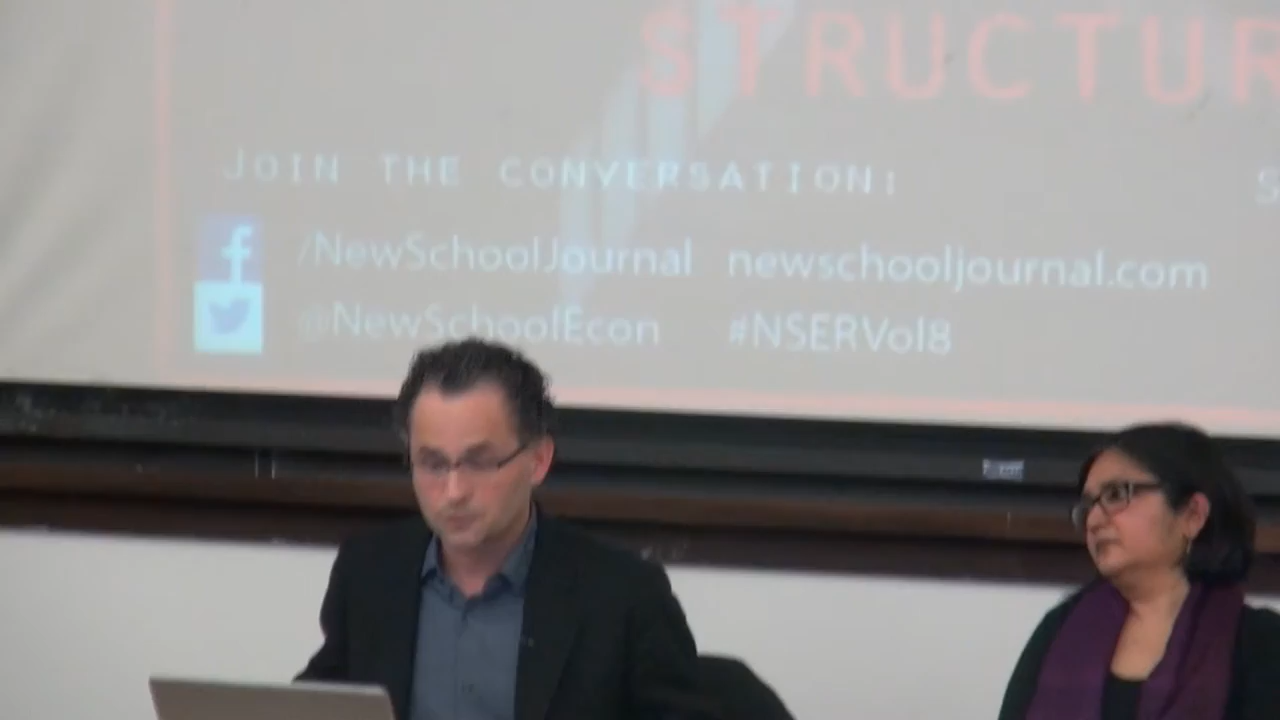 STRUCTUR
JOIN THE CONVERSATION:
S
f /NewSchoolJournal newschooljournal.com
@NewSchoolEcon #NSERVol8